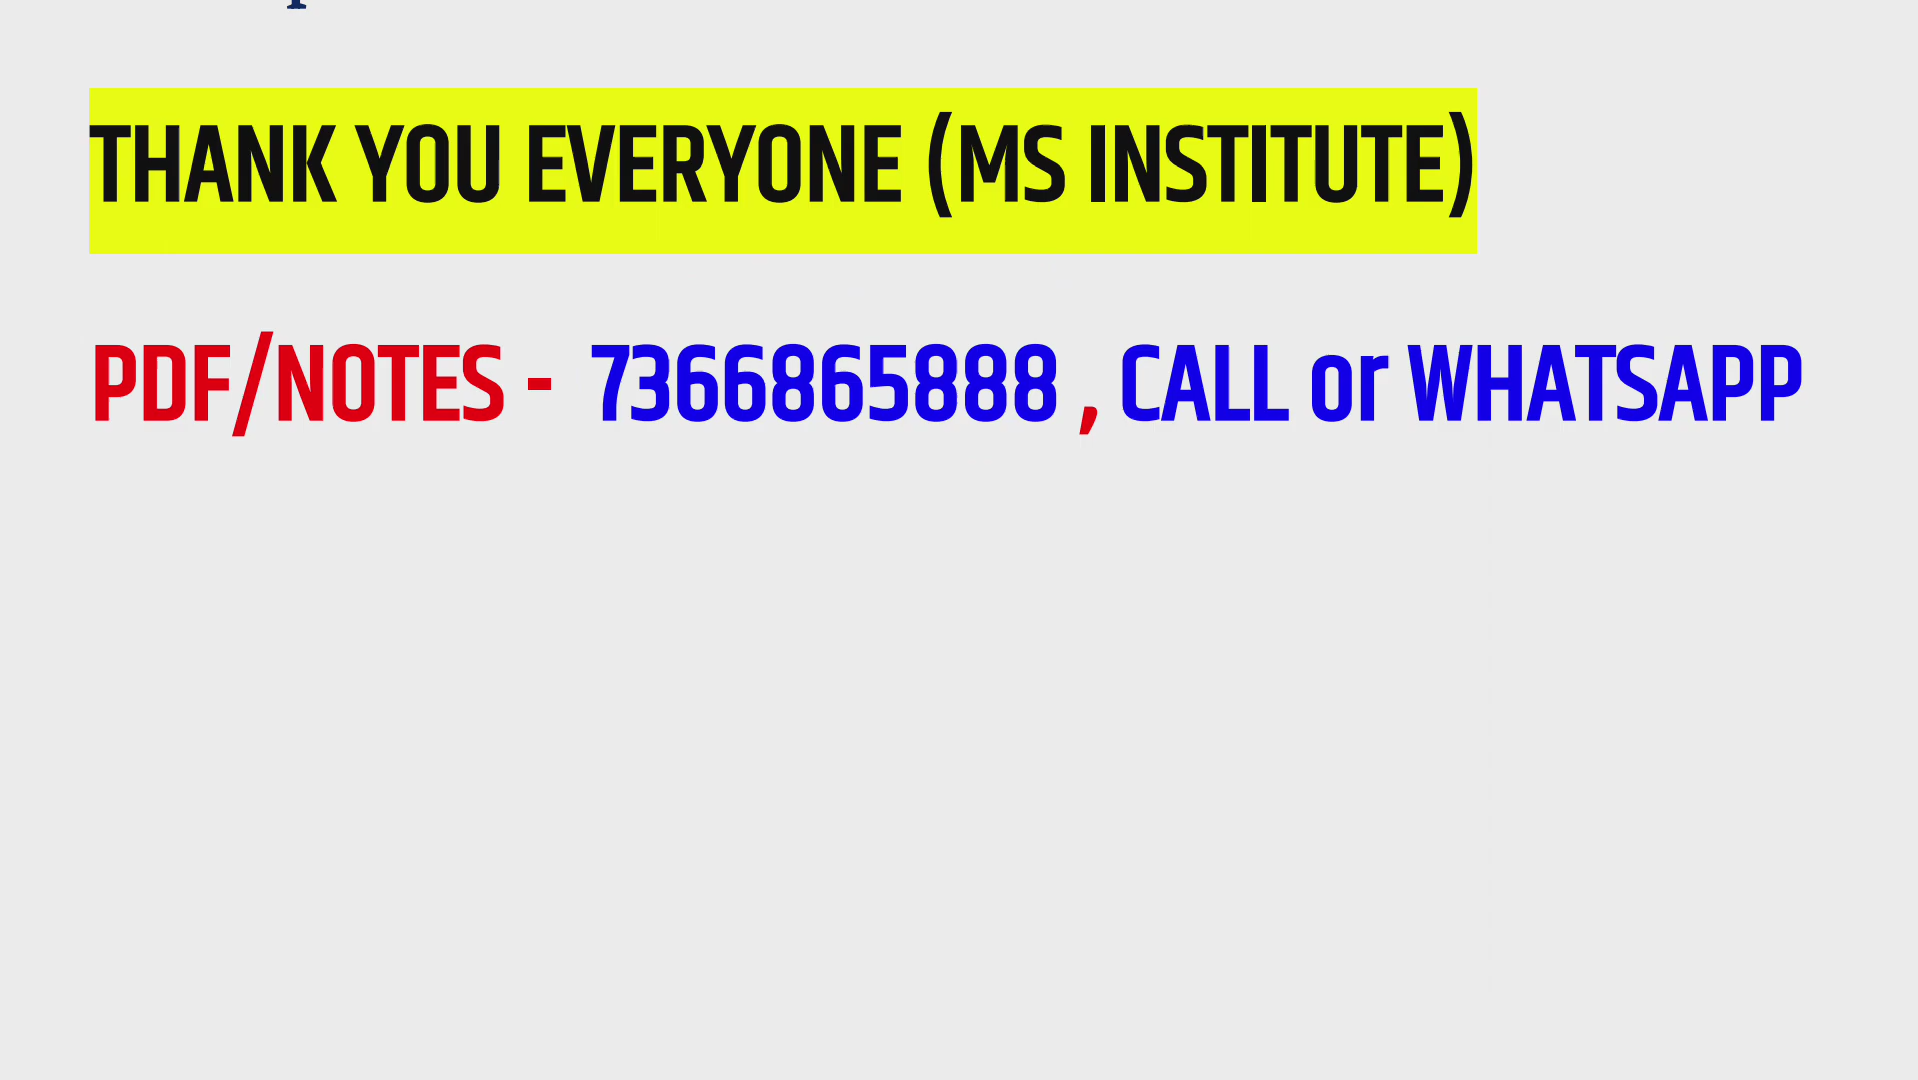 THANK YOU EVERYONE (MS INSTITUTE)
PDF/NOTES - 7366865888 , CALL or WHATSAPP